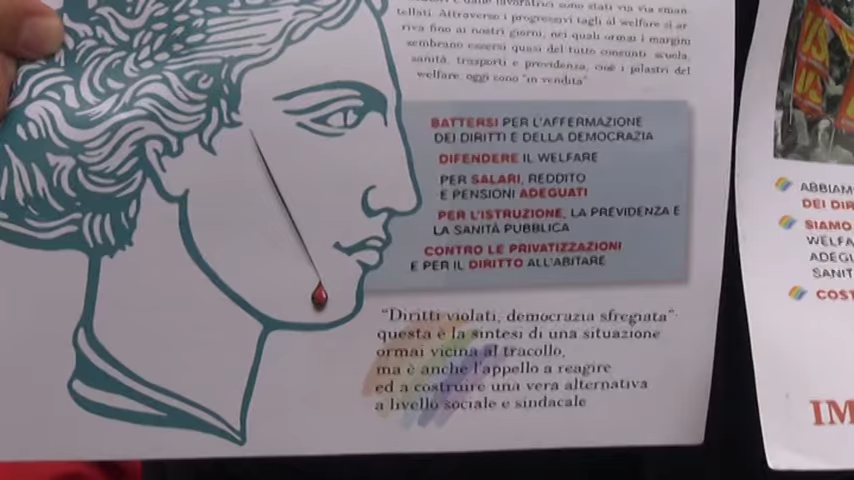 e dalle lavoratrici sono stati via via sman-
tellati. Attraverso i progressivi tagli al welfare si ar-
riva fino ai nostri giorni, nei quali ormai i margini
sembrano essersi quasi del tutto consunti: scuola,
sanità, trasporti e previdenza, cioè i pilastri del
welfare, oggi sono "in vendita"
BATTERSI PER L'AFFERMAZIONE
DEI DIRITTI E DELLA DEMOCRAZIA
DIFENDERE IL WELFARE
PER SALARI, REDDITO
E PENSIONI ADEGUATI
PER L'ISTRUZIONE, LA PREVIDENZA E
LA SANITÀ PUBBLICA
CONTRO LE PRIVATIZZAZIONI
E PER IL DIRITTO ALL'ABITARE
"Diritti violati, democrazia sfregiata"
questa è la sintesi di una situazione
ormai vicina al tracollo,
ma è anche l'appello a reagire
ed a costruire una vera alternativa
a livello sociale e sindacale
ABBIAM
DEI DIR
SIAMO
WELFA
ADEGU
SANIT
COST
IM